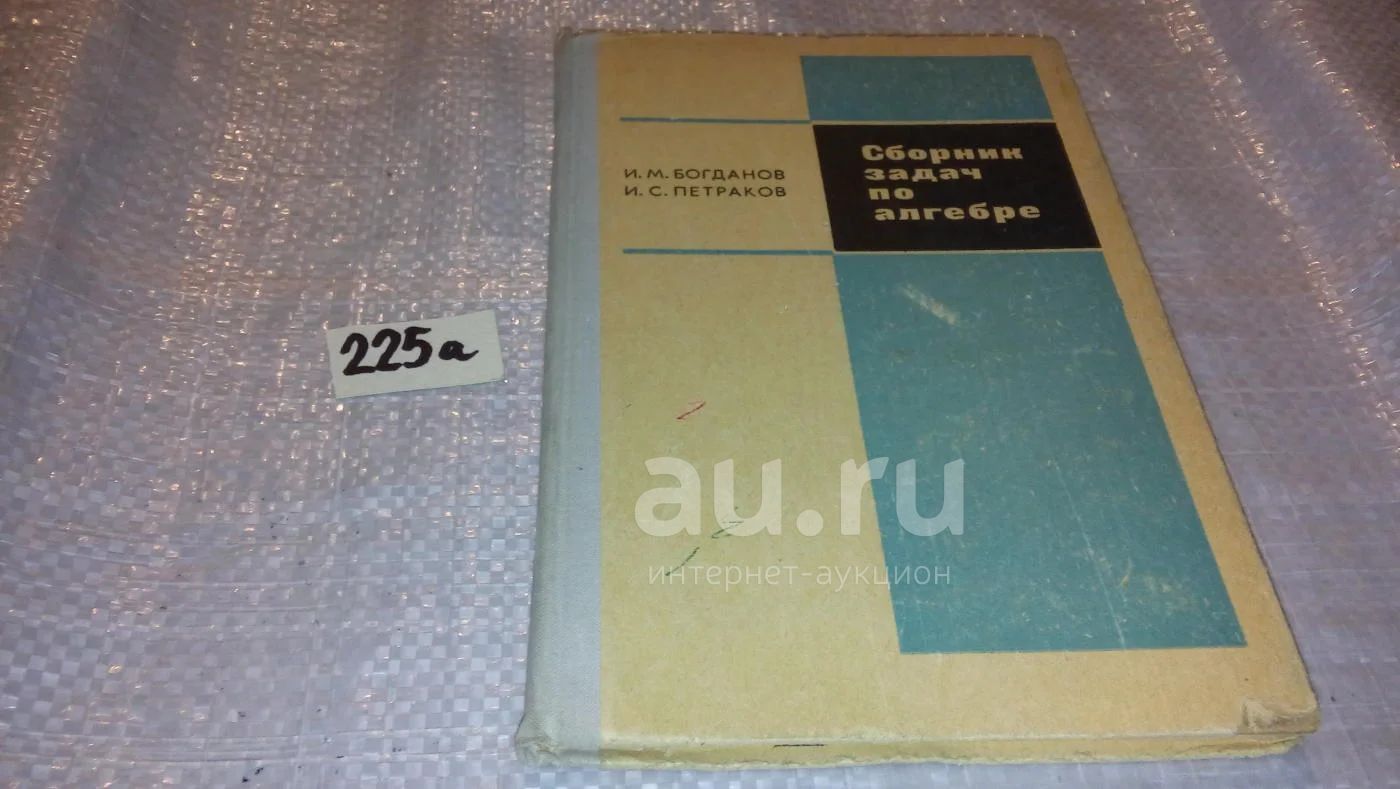 И. М. БОГДАНОВ
И. С. ПЕТРАКОВ
Сборник
задач
по
алгебре
225а
au.ru
интернет-аукцион